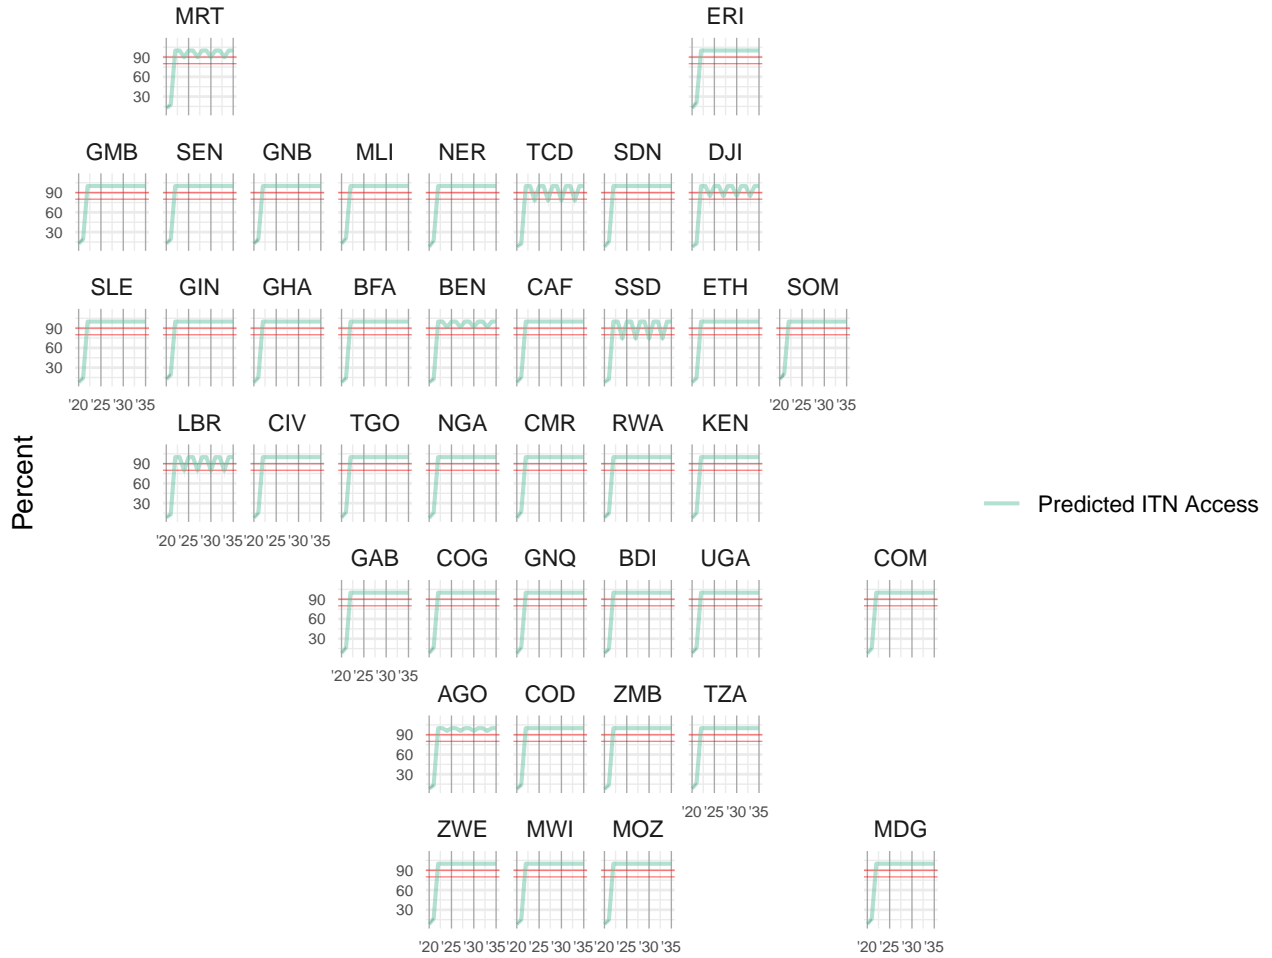 MRT ERI
90
60
30
GMB SEN GNB MLI NER TCD SDN DJI
90
60
30
SLE GIN GHA BFA BEN CAF SSD ETH SOM
90
60
30
'20 '25 '30 '35 '20 '25 '30 '35
LBR CIV TGO NGA CMR RWA KEN
90
60
30
'20 '25 '30 '35 '20 '25 '30 '35
GAB COG GNQ BDI UGA COM
90
60
30
'20 '25 '30 '35
AGO COD ZMB TZA
90
60
30
'20 '25 '30 '35
ZWE MWI MOZ MDG
90
60
30
'20 '25 '30 '35 '20 '25 '30 '35 '20 '25 '30 '35 '20 '25 '30 '35
Percent
Predicted ITN Access